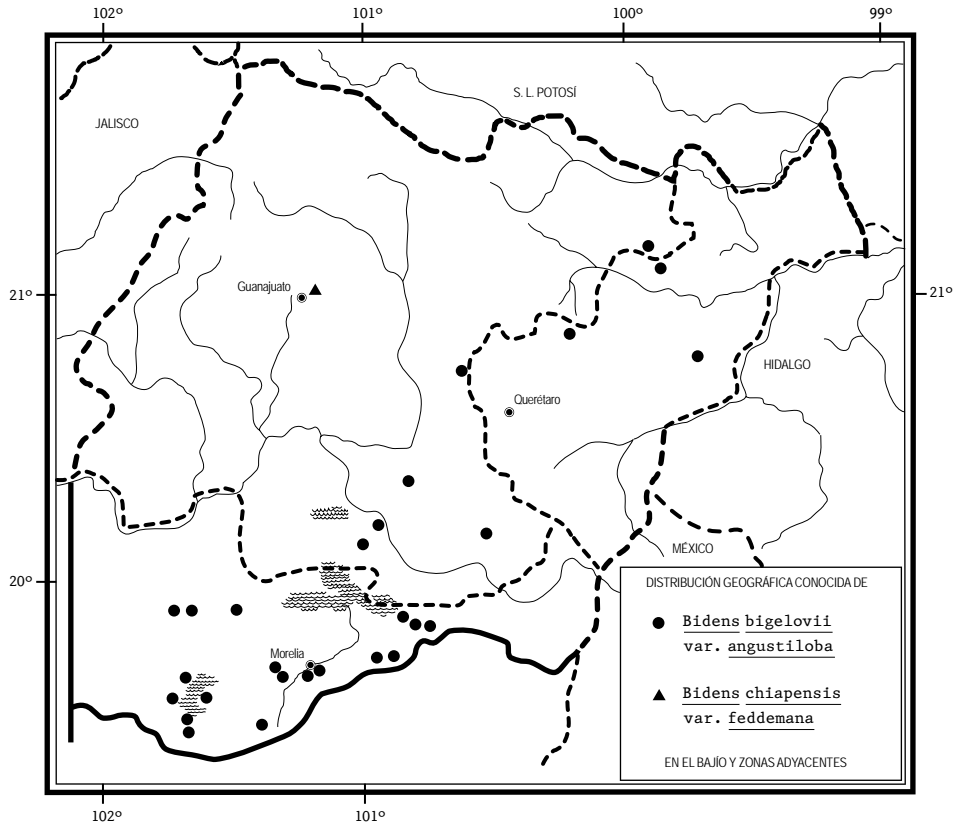 102º 101º 100º 99º
S. L. POTOSÍ
JALISCO
Guanajuato
21º 21º
HIDALGO
Querétaro
MÉXICO
20º
DISTRIBUCIÓN GEOGRÁFICA CONOCIDA DE
Bidens bigelovii
var. angustiloba
Morelia
Bidens chiapensis
var. feddemana
EN EL BAJÍO Y ZONAS ADYACENTES
102º 101º